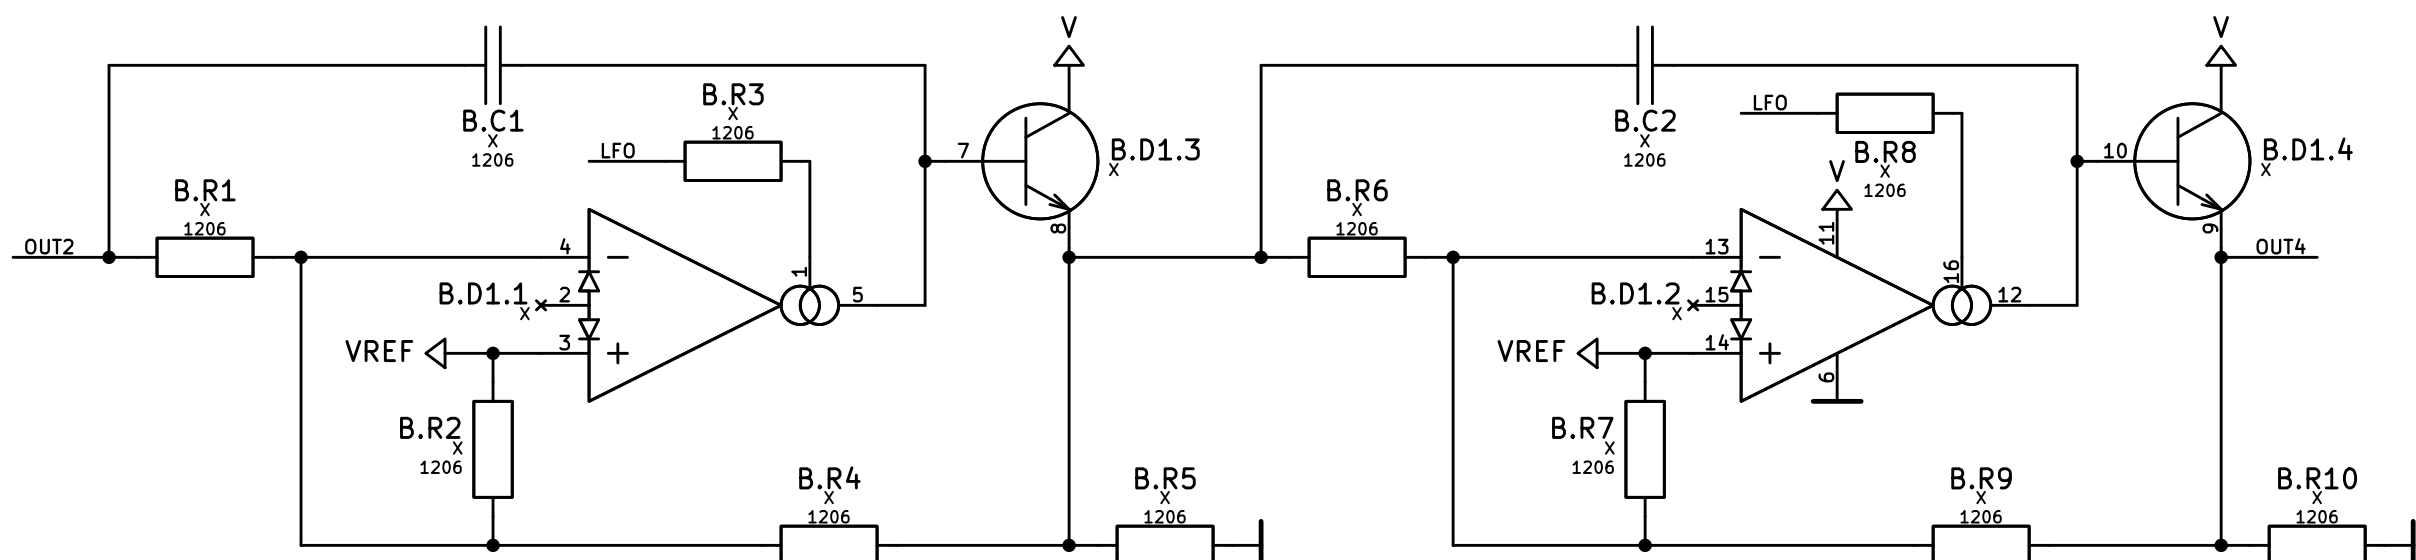 V
B.R3
X
1206
B.C1
X
1206
LFO
7
B.D1.3
X
B.R1
X
1206
OUT2
4
8
1
B.D1.1
X
2
5
VREF
3
B.R2
X
1206
B.R4
X
1206
B.R5
X
1206
V
LFO
B.C2
X
1206
B.R8
X
1206
V
10
B.D1.4
X
B.R6
X
1206
13
11
9
OUT4
16
B.D1.2
X
15
12
VREF
14
6
B.R7
X
1206
B.R9
X
1206
B.R10
X
1206